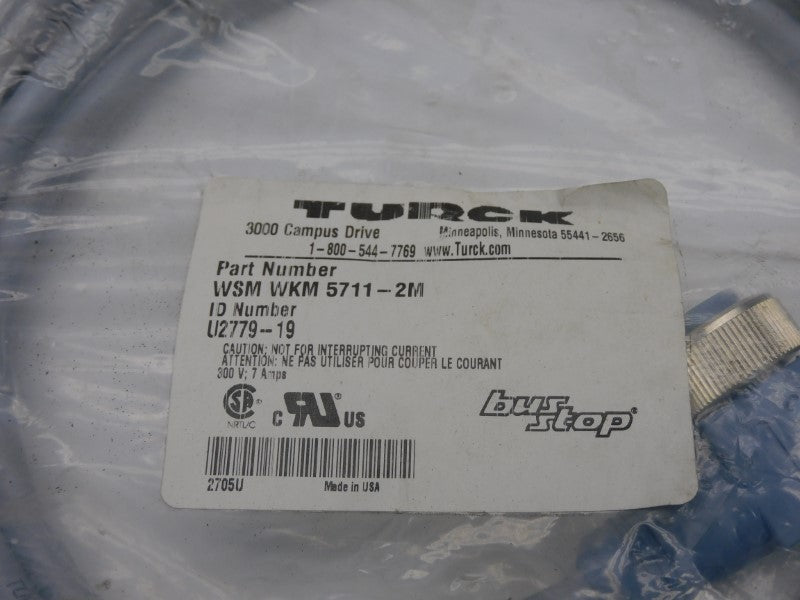 TURCK
3000 Campus Drive Minneapolis, Minnesota 55441-2656
1-800-544-7769 www.Turck.com
Part Number
WSM WKM 5711-2M
ID Number
U2779-19
CAUTION: NOT FOR INTERRUPTING CURRENT
ATTENTION: NE PAS UTILISER POUR COUPER LE COURANT
300 V; 7 Amps
SA ® C RU US
NRTL/C
bus stop®
2705U Made in USA